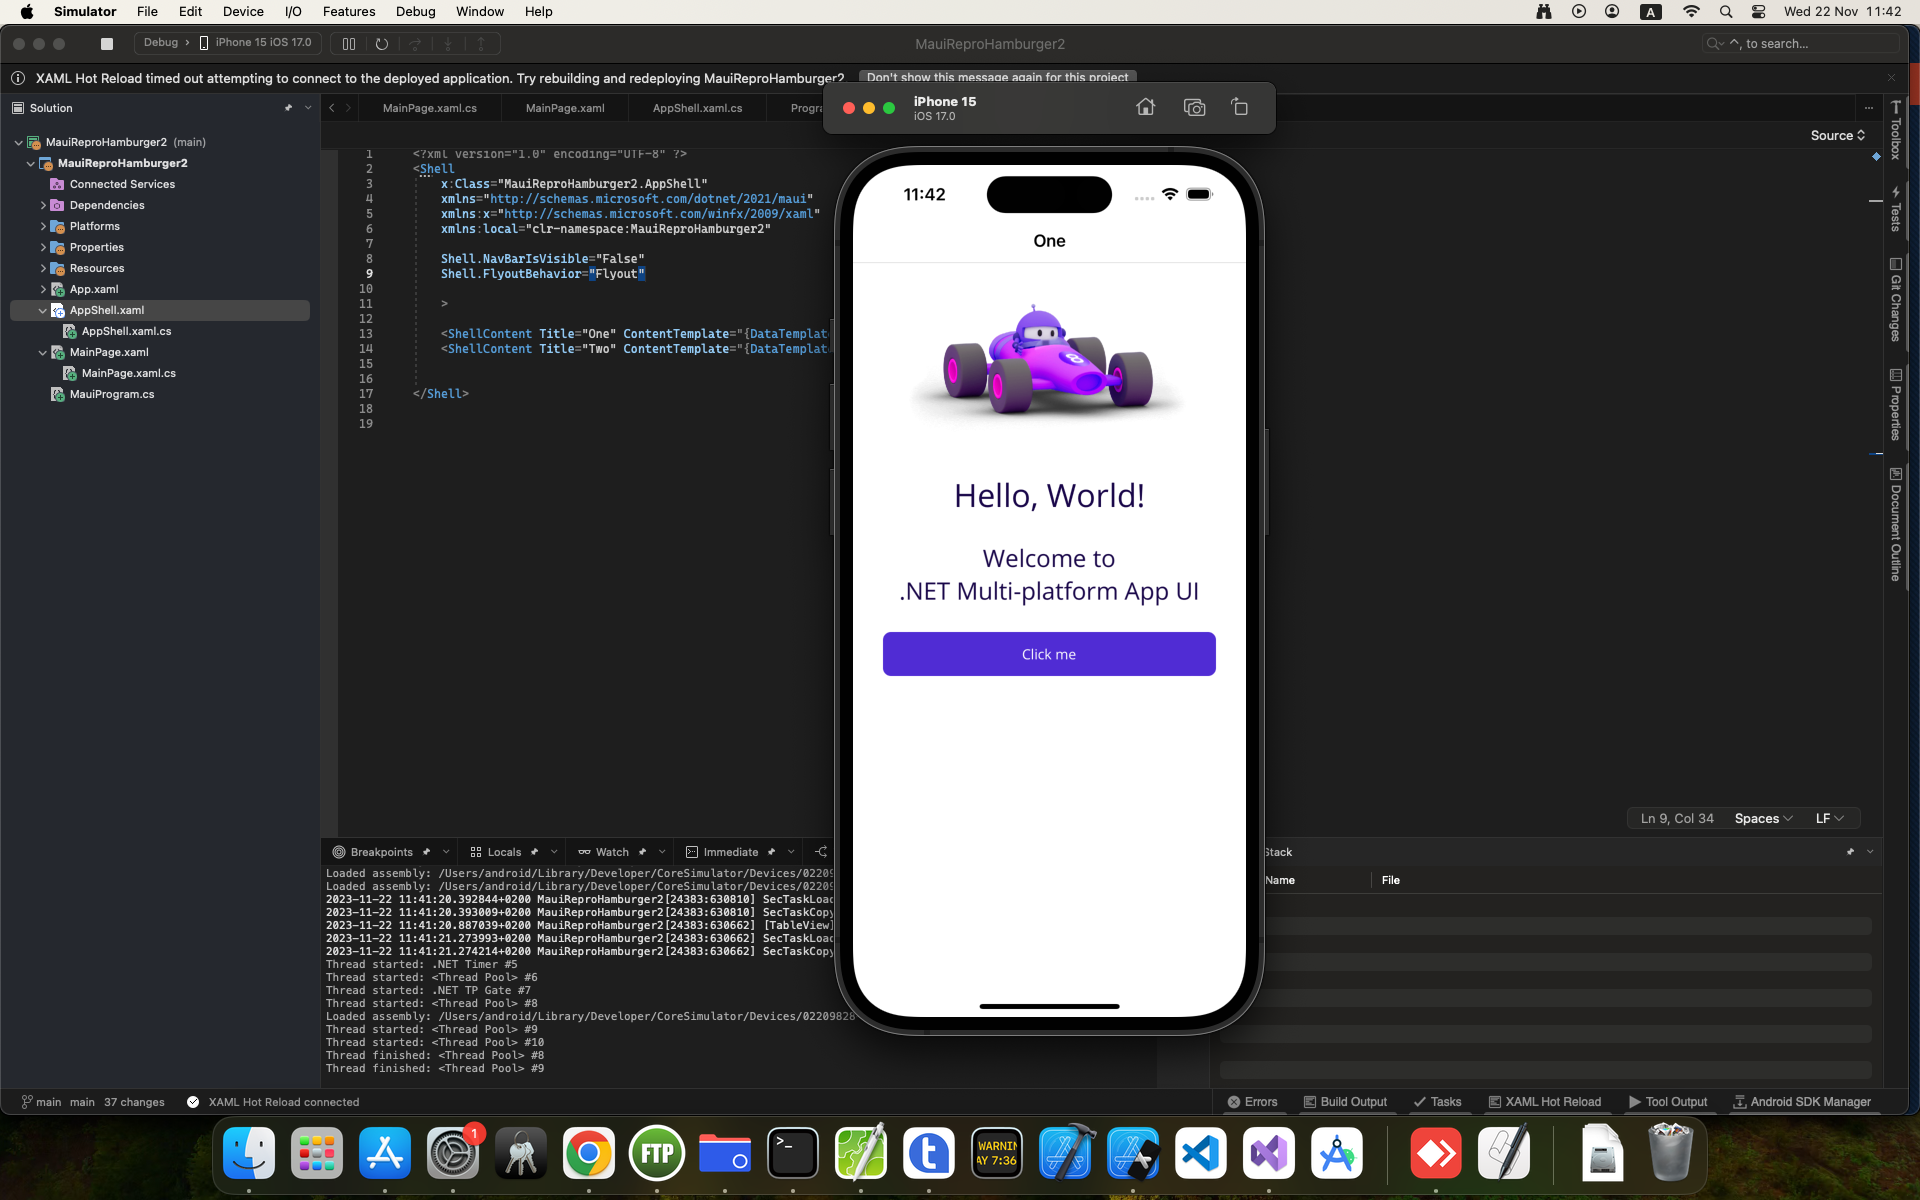 Simulator File Edit Device I/O Features Debug Window Help
A
Wed 22 Nov 11:42
Debug › iPhone 15 iOS 17.0
MauiReproHamburger2
^, to search...
XAML Hot Reload timed out attempting to connect to the deployed application. Try rebuilding and redeploying MauiReproHamburger2.
Don't show this message again for this project
Solution
MauiReproHamburger2 (main)
MauiReproHamburger2
Connected Services
Dependencies
Platforms
Properties
Resources
App.xaml
AppShell.xaml
AppShell.xaml.cs
MainPage.xaml
MainPage.xaml.cs
MauiProgram.cs
MainPage.xaml.cs MainPage.xaml AppShell.xaml.cs Progra
Source
1 <?xml version="1.0" encoding="UTF-8" ?>
2 <Shell
3 x:Class="MauiReproHamburger2.AppShell"
4 xmlns="http://schemas.microsoft.com/dotnet/2021/maui"
5 xmlns:x="http://schemas.microsoft.com/winfx/2009/xaml"
6 xmlns:local="clr-namespace:MauiReproHamburger2"
7
8 Shell.NavBarIsVisible="False"
9 Shell.FlyoutBehavior="Flyout"
10
11 >
12
13 <ShellContent Title="One" ContentTemplate="{DataTemplat
14 <ShellContent Title="Two" ContentTemplate="{DataTemplat
15
16
17 </Shell>
18
19
iPhone 15
iOS 17.0
11:42
One
8
Hello, World!
Welcome to
.NET Multi-platform App UI
Click me
Toolbox
Tests
Git Changes
Properties
Document Outline
Ln 9, Col 34 Spaces LF
Breakpoints Locals Watch Immediate
Stack
Name File
Loaded assembly: /Users/android/Library/Developer/CoreSimulator/Devices/02209
Loaded assembly: /Users/android/Library/Developer/CoreSimulator/Devices/02209
2023-11-22 11:41:20.392844+0200 MauiReproHamburger2[24383:630810] SecTaskLoad
2023-11-22 11:41:20.393009+0200 MauiReproHamburger2[24383:630810] SecTaskCopy
2023-11-22 11:41:20.887039+0200 MauiReproHamburger2[24383:630662] [TableView]
2023-11-22 11:41:21.273993+0200 MauiReproHamburger2[24383:630662] SecTaskLoad
2023-11-22 11:41:21.274214+0200 MauiReproHamburger2[24383:630662] SecTaskCopy
Thread started: .NET Timer #5
Thread started: <Thread Pool> #6
Thread started: .NET TP Gate #7
Thread started: <Thread Pool> #8
Loaded assembly: /Users/android/Library/Developer/CoreSimulator/Devices/02209828
Thread started: <Thread Pool> #9
Thread started: <Thread Pool> #10
Thread finished: <Thread Pool> #8
Thread finished: <Thread Pool> #9
main main 37 changes XAML Hot Reload connected
Errors Build Output Tasks XAML Hot Reload Tool Output Android SDK Manager
1
FTP
>_
t
WARNIN
AY 7:36